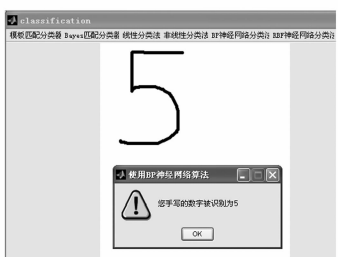 classification
模板匹配分类器 Bayes匹配分类器 线性分类法 非线性分类法 BP神经网络分类法 RBF神经网络分类法
5
使用BP神经网络算法
您手写的数字被识别为5
OK